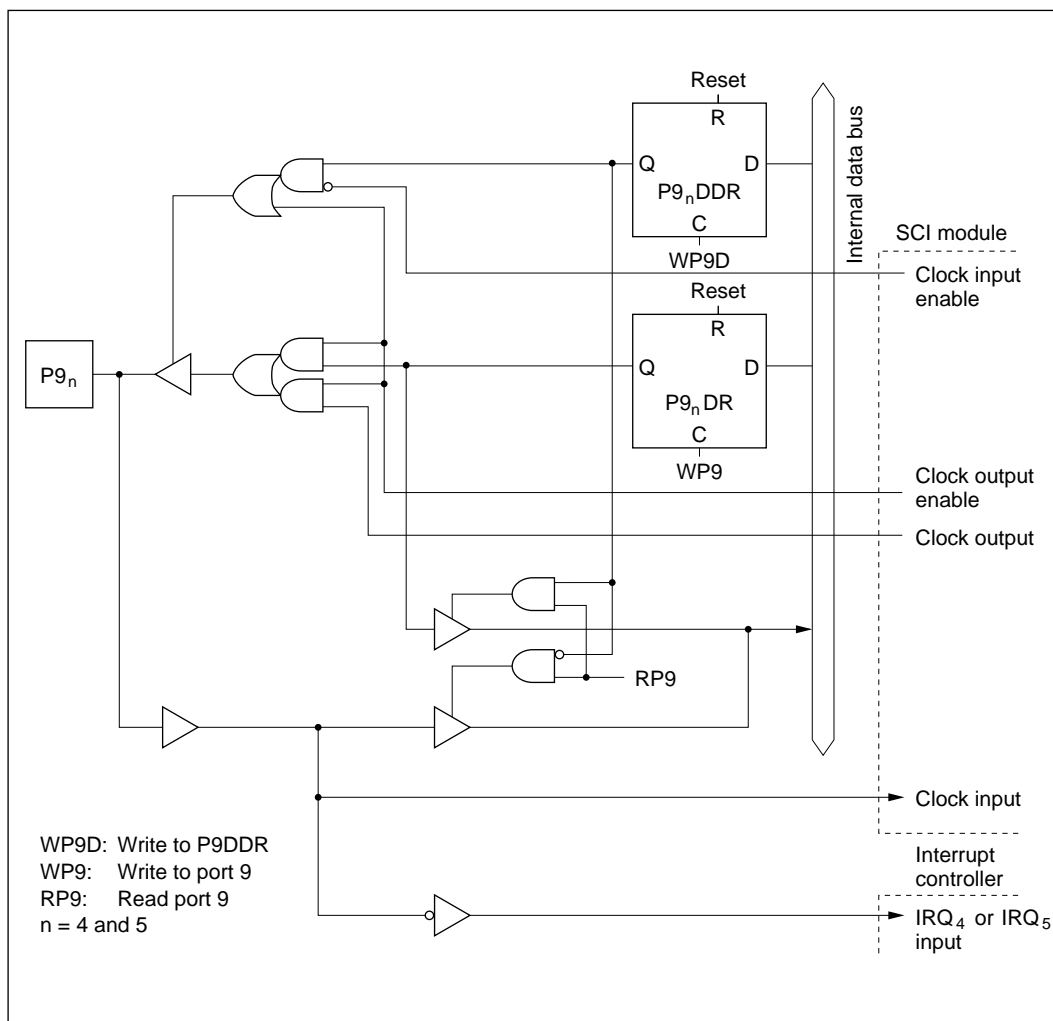 Reset
R
Q D
P9nDDR
C
WP9D
Internal data bus
SCI module
Clock input
enable
Reset
R
Q D
P9nDR
C
WP9
P9n
Clock output
enable
Clock output
RP9
Clock input
WP9D: Write to P9DDR
WP9: Write to port 9
RP9: Read port 9
n = 4 and 5
Interrupt
controller
IRQ4 or IRQ5
input